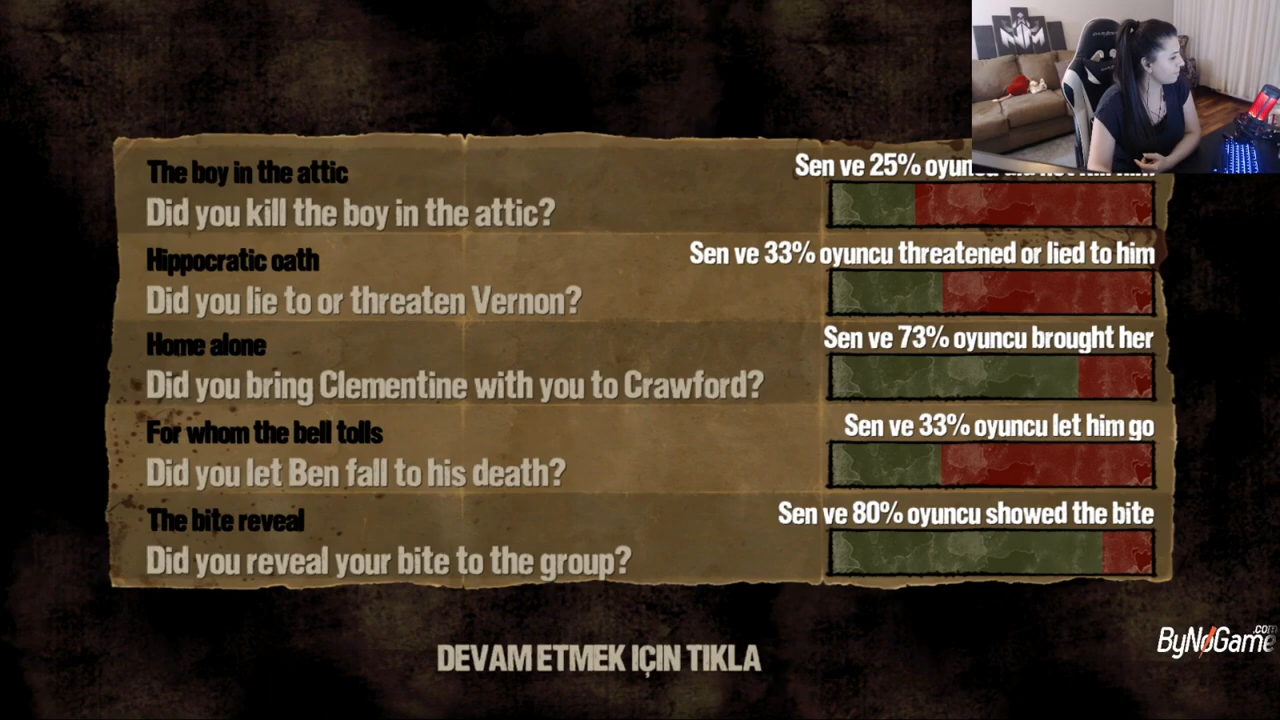 The boy in the attic
Sen ve 25%
Did you kill the boy in the attic?
Hippocratic oath
Sen ve 33% oyuncu threatened or lied to him
Did you lie to or threaten Vernon?
Home alone
Sen ve 73% oyuncu brought her
Did you bring Clementine with you to Crawford?
For whom the bell tolls
Sen ve 33% oyuncu let him go
Did you let Ben fall to his death?
The bite reveal
Sen ve 80% oyuncu showed the bite
Did you reveal your bite to the group?
DEVAM ETMEK IÇIN TIKLA
ByNoGame.com